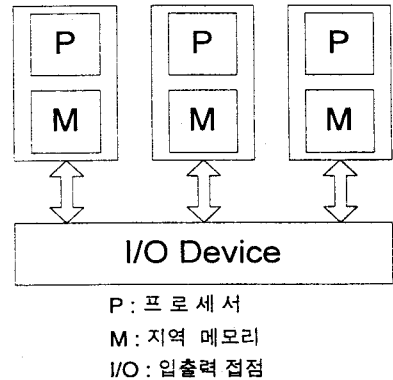 P P P
M M M
I/O Device
P : 프 로 세 서
M : 지역 메모리
I/O : 입출력 접점